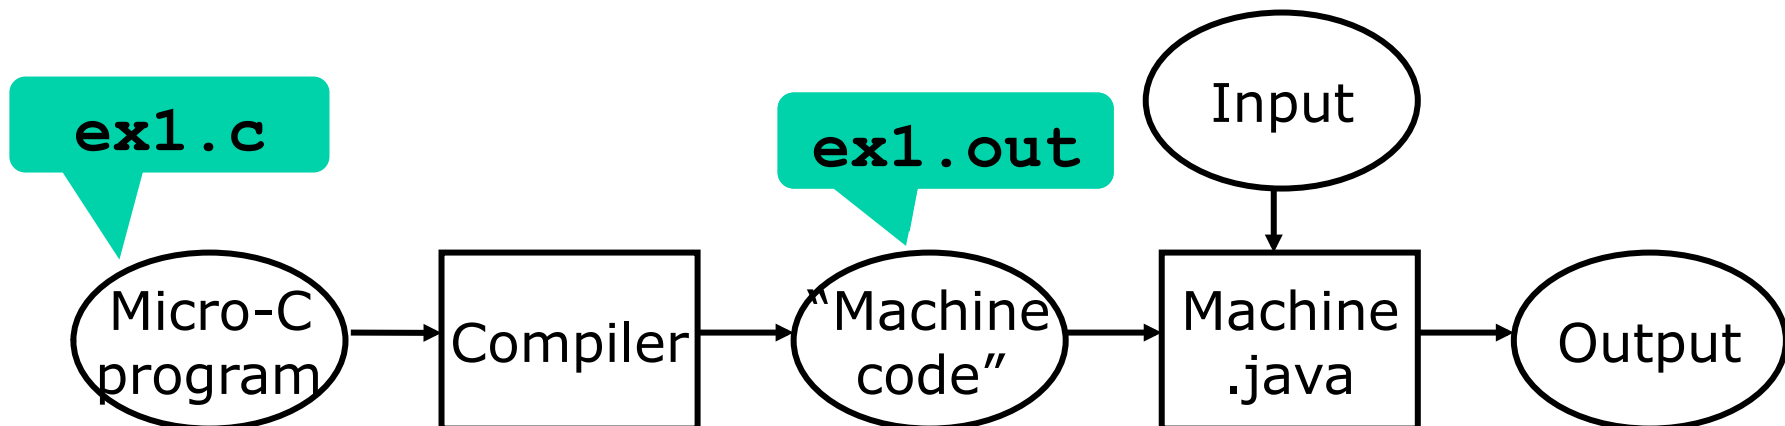 ex1.c
ex1.out
Input
Micro-C
program
Compiler
“Machine
code”
Machine
.java
Output